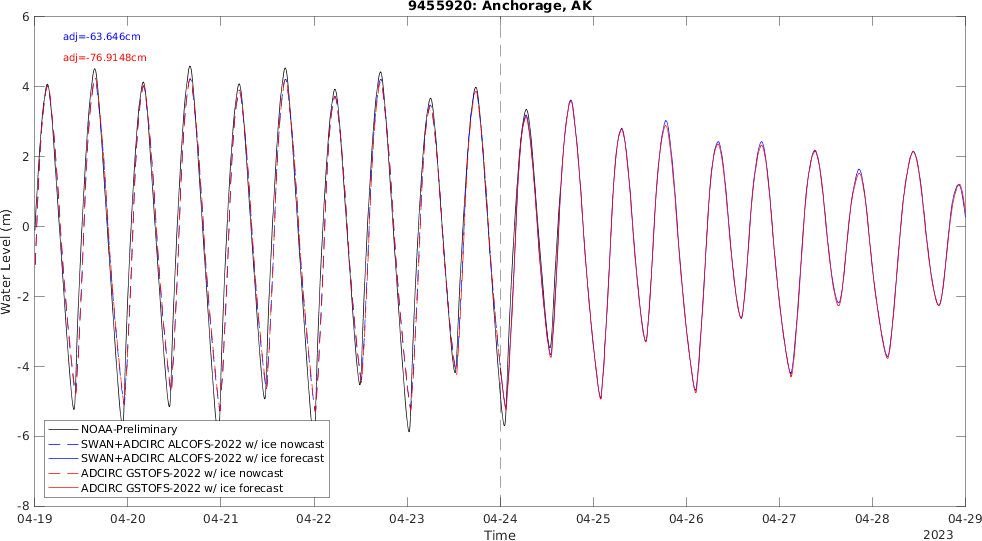 9455920: Anchorage, AK
adj=-63.646cm
adj=-76.9148cm
6
4
2
0
-2
-4
-6
-8
Water Level (m)
NOAA-Preliminary
SWAN+ADCIRC ALCOFS-2022 w/ ice nowcast
SWAN+ADCIRC ALCOFS-2022 w/ ice forecast
ADCIRC GSTOFS-2022 w/ ice nowcast
ADCIRC GSTOFS-2022 w/ ice forecast
04-19 04-20 04-21 04-22 04-23 04-24 04-25 04-26 04-27 04-28 04-29
Time
2023